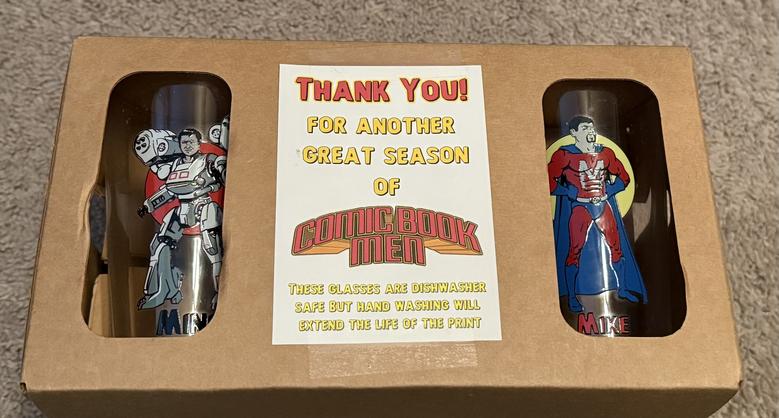 THANK YOU!
FOR ANOTHER
GREAT SEASON
OF
COMIC BOOK
MEN
THESE GLASSES ARE DISHWASHER
SAFE BUT HAND WASHING WILL
EXTEND THE LIFE OF THE PRINT
M
MIKE